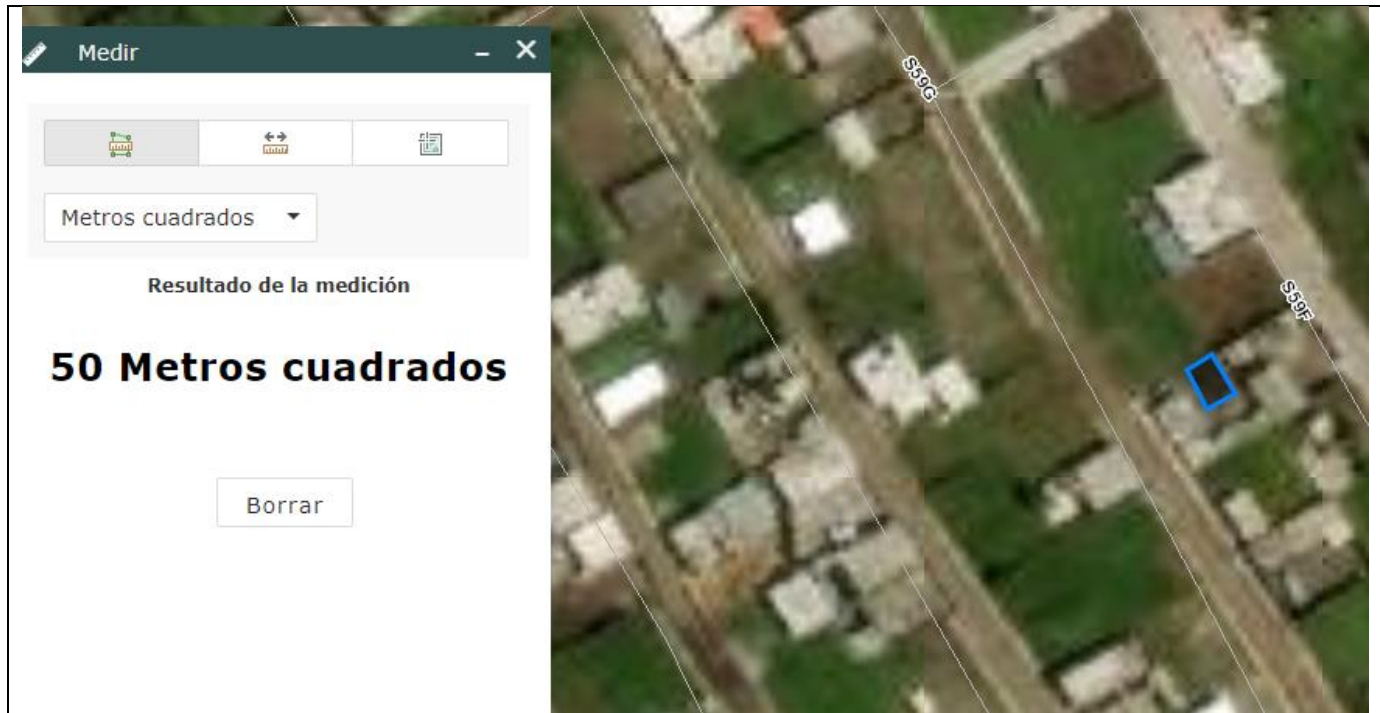 Medir
Metros cuadrados
Resultado de la medición
50 Metros cuadrados
Borrar
S59G
S59F